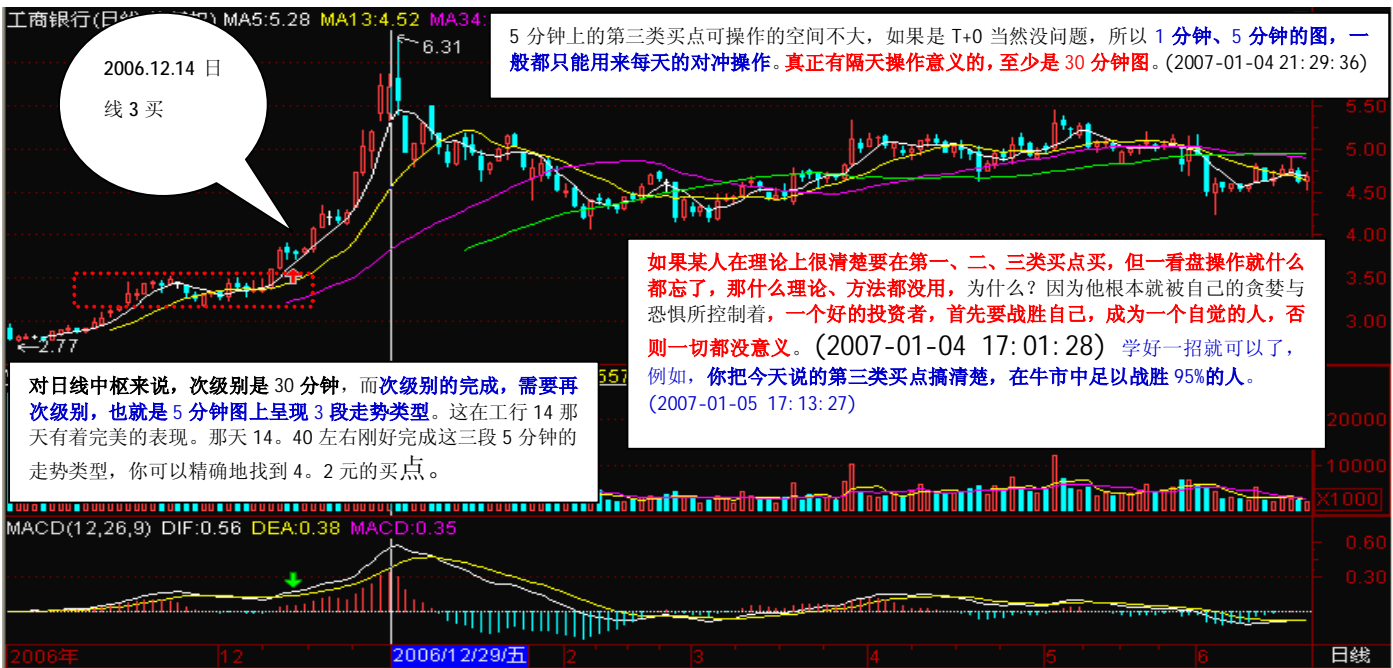 工商银行(日线 MA5:5.28 MA13:4.52 MA34:
5 分钟上的第三类买点可操作的空间不大，如果是 T+0 当然没问题，所以 1 分钟、5 分钟的图，一
般都只能用来每天的对冲操作。真正有隔天操作意义的，至少是 30 分钟图。(2007-01-04 21:29:36)
6.31
2006.12.14 日
线 3 买
5.50
5.00
4.50
4.00
3.50
3.00
2.77
如果某人在理论上很清楚要在第一、二、三类买点买，但一看盘操作就什么
都忘了，那什么理论、方法都没用，为什么？因为他根本就被自己的贪婪与
恐惧所控制着，一个好的投资者，首先要战胜自己，成为一个自觉的人，否
则一切都没意义。(2007-01-04 17:01:28) 学好一招就可以了，
例如，你把今天说的第三类买点搞清楚，在牛市中足以战胜 95%的人。
(2007-01-05 17:13:27)
对日线中枢来说，次级别是 30 分钟，而次级别的完成，需要再
次级别，也就是 5 分钟图上呈现 3 段走势类型。这在工行 14 那
天有着完美的表现。那天 14。40 左右刚好完成这三段 5 分钟的
走势类型，你可以精确地找到 4。2 元的买点。
557
20000
10000
X1000
MACD(12,26,9) DIF:0.56 DEA:0.38 MACD:0.35
0.60
0.30
2006年 12 2006/12/29/五 2 3 4 5 6 日线